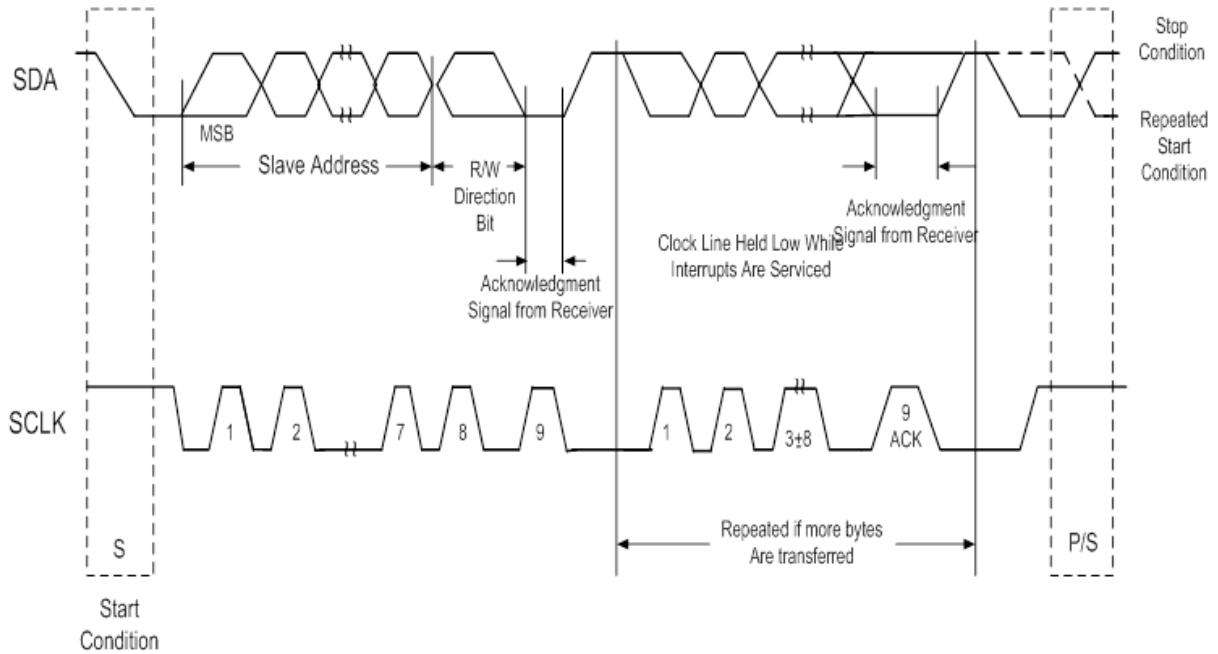 SDA
MSB
Slave Address
R/W
Direction
Bit
Acknowledgment
Signal from Receiver
Clock Line Held Low While
Interrupts Are Serviced
Acknowledgment
Signal from Receiver
Stop
Condition
Repeated
Start
Condition
SCLK
1
2
7
8
9
1
2
3±8
9
ACK
S
Repeated if more bytes
Are transferred
P/S
Start
Condition